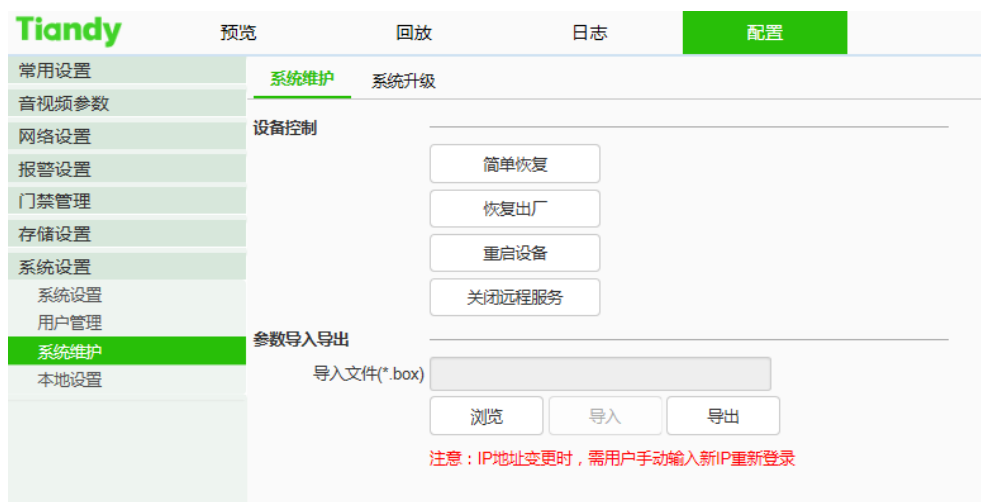 Tiandy
预览
回放
日志
配置
常用设置
音视频参数
网络设置
报警设置
门禁管理
存储设置
系统设置
系统设置
用户管理
系统维护
本地设置
系统维护
系统升级
设备控制
简单恢复
恢复出厂
重启设备
关闭远程服务
参数导入导出
导入文件(*.box)
浏览
导入
导出
注意：IP地址变更时，需用户手动输入新IP重新登录